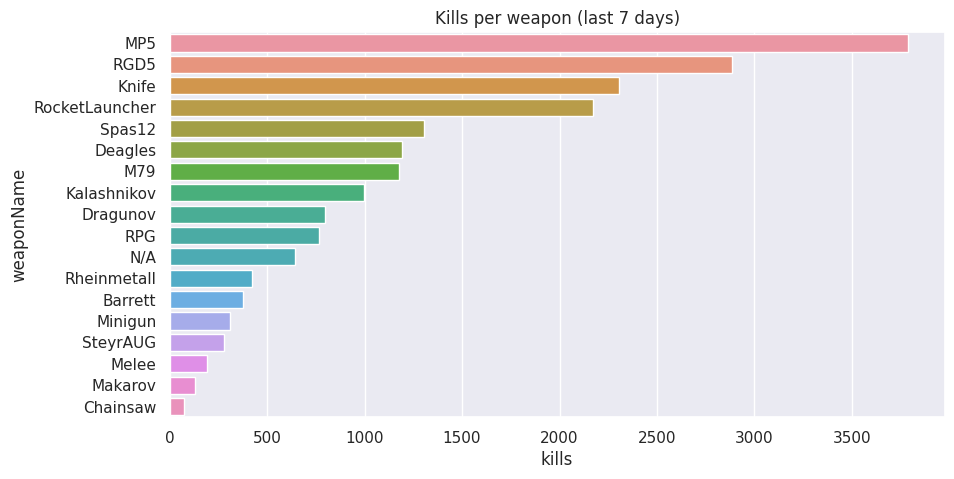 Kills per weapon (last 7 days)
weaponName
MP5
RGD5
Knife
RocketLauncher
Spas12
Deagles
M79
Kalashnikov
Dragunov
RPG
N/A
Rheinmetall
Barrett
Minigun
SteyrAUG
Melee
Makarov
Chainsaw
0 500 1000 1500 2000 2500 3000 3500
kills